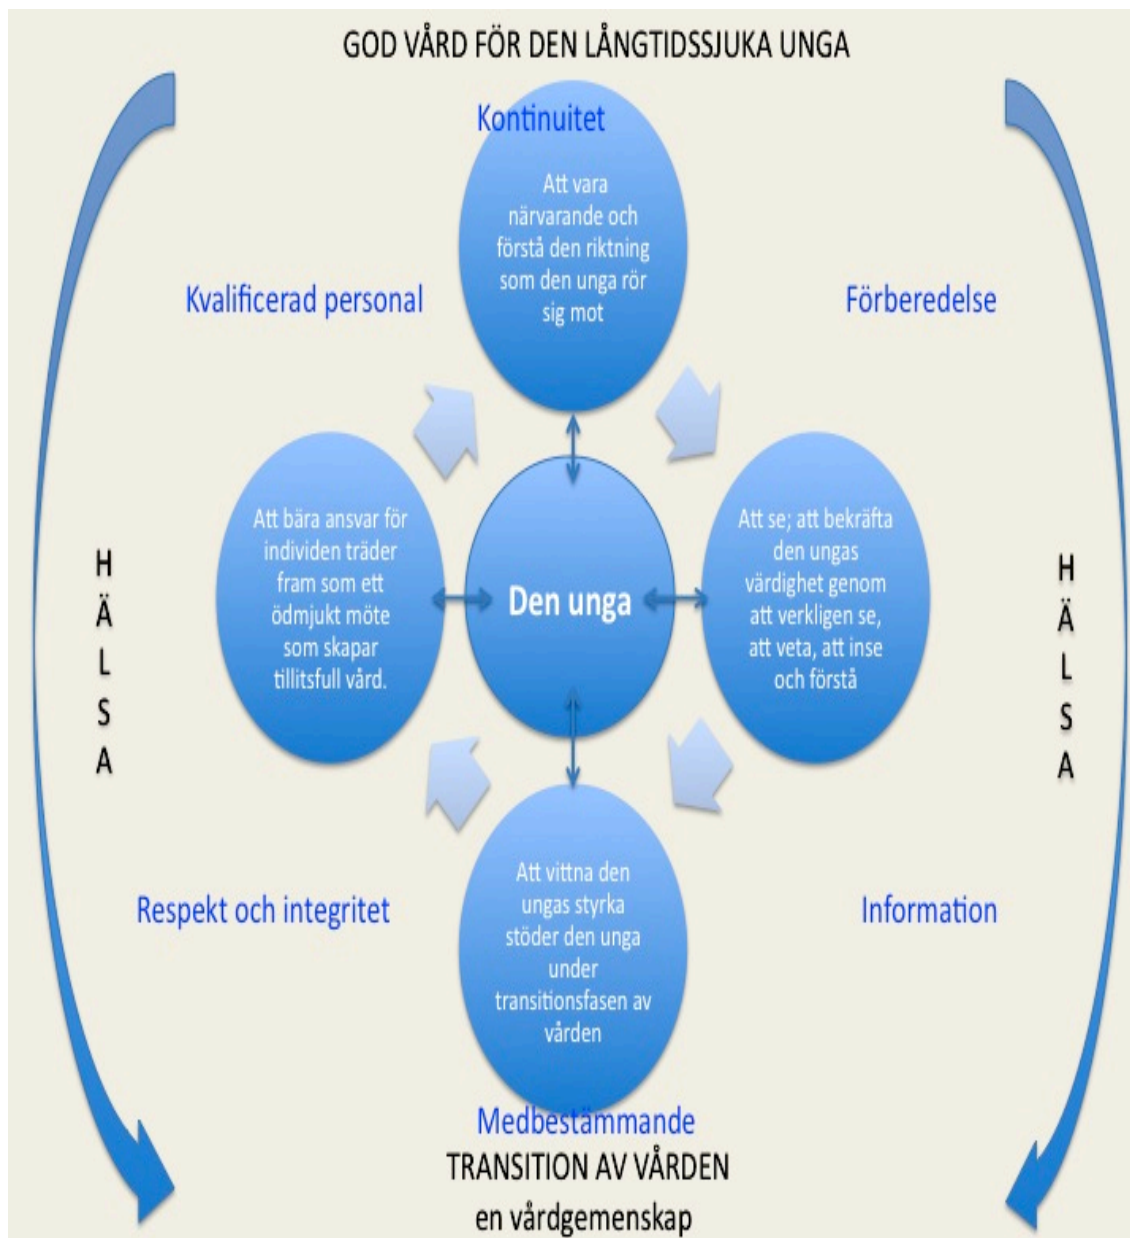 GOD VÅRD FÖR DEN LÅNGTIDSSJUKA UNGA
Kontinuitet
Att vara
närvarande och
förstå den riktning
som den unga rör
sig mot
Kvalificerad personal
Förberedelse
Att bära ansvar för
individen träder
fram som ett
ödmjukt möte
som skapar
tillitsfull vård.
Den unga
Att se; att bekräfta
den ungas
värdighet genom
att verkligen se,
att veta, att inse
och förstå
H
Ä
L
S
A
H
Ä
L
S
A
Respekt och integritet
Information
Att vittna den
ungas styrka
stöder den unga
under
transitionsfasen av
vården
Medbestämmande
TRANSITION AV VÅRDEN
en vårdgemenskap